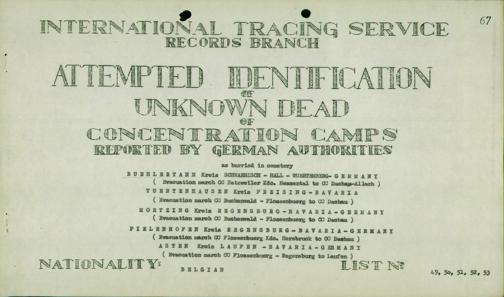 67
INTERNATIONAL TRACING SERVICE
RECORDS BRANCH
ATTEMPTED IDENTIFICATION
OF
UNKNOWN DEAD
OF
CONCENTRATION CAMPS
REPORTED BY GERMAN AUTHORITIES
as burried in cemetery
BUEHLERTANN Kreis SCHWAEBISCH - HALL - WUERTEMBERG - GERMANY
( Evacuation march CC Natzweiler Kdo. Hessental to CC Dachau-Allach )
TUENTENHAUSEN Kreis FREISING - BAVARIA
( Evacuation march CC Buchenwald - Flossenbuerg to CC Dachau )
MOETZING Kreis REGENSBURG - BAVARIA - GERMANY
( Evacuation march CC Buchenwald - Flossenbuerg to CC Dachau )
PIELENHOFEN Kreis REGENSBURG - BAVARIA - GERMANY
( Evacuation march CC Flossenbuerg Kdo. Hersbruck to CC Dachau )
ASTEN Kreis LAUFEN - BAVARIA - GERMANY
( Evacuation march CC Flossenbuerg - Regensburg to Laufen )
NATIONALITY: BELGIAN LIST No 49, 50, 51, 52, 53